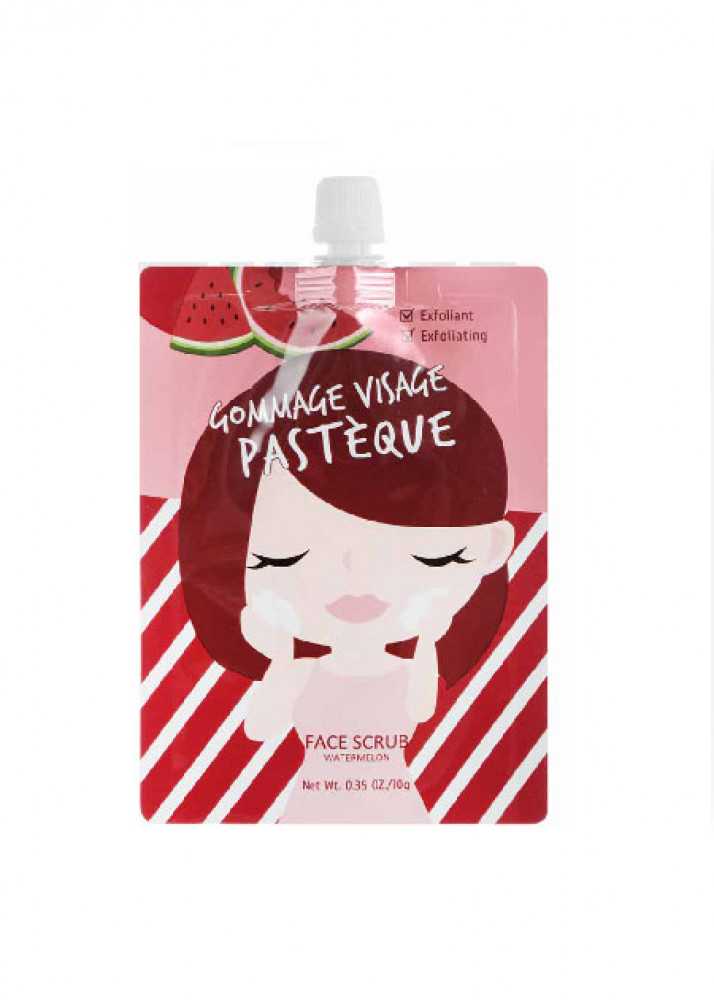 Exfoliant
Exfoliating
GOMMAGE VISAGE
PASTÈQUE
FACE SCRUB
WATERMELON
Net Wt. 0.35 OZ./10g